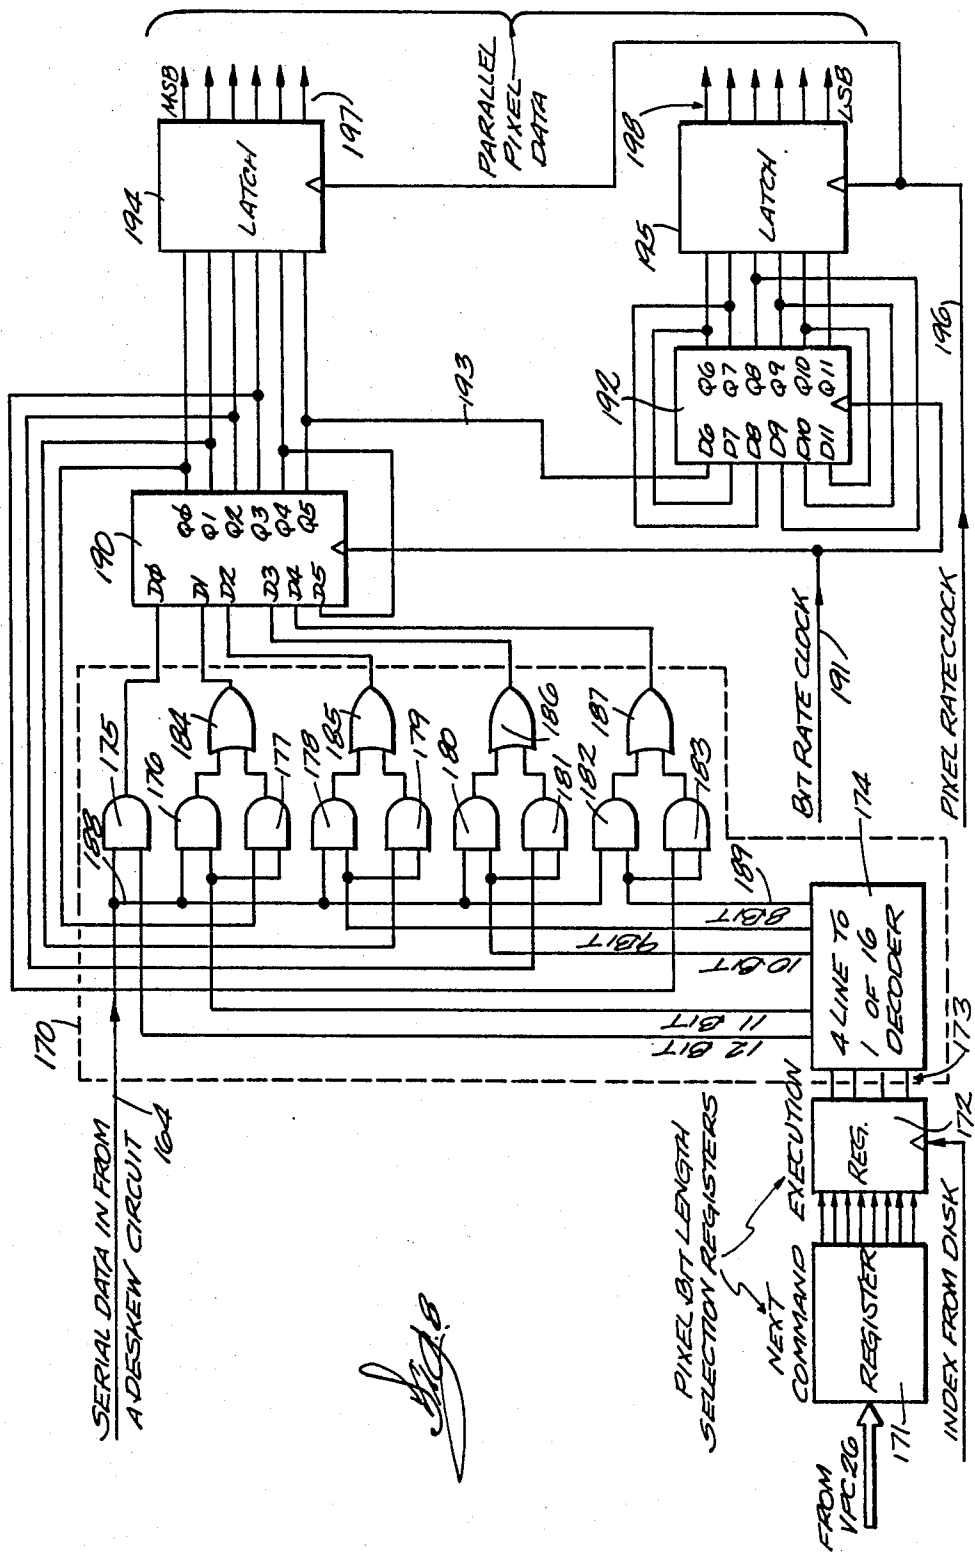 SERIAL DATA IN FROM
A DESKEW CIRCUIT
164
170
188
175
176
184
177
178
185
179
180
186
181
182
187
183
189
8 BIT
9 BIT
10 BIT
11 BIT
12 BIT
4 LINE TO
1 OF 16
DECODER
174
173
PIXEL BIT LENGTH
SELECTION REGISTERS
NEXT
COMMAND
EXECUTION
REGISTER
171
REG.
172
FROM
VPC 26
INDEX FROM DISK
190
DØ
D1
D2
D3
D4
D5
QØ
Q1
Q2
Q3
Q4
Q5
BIT RATE CLOCK
191
PIXEL RATE CLOCK
196
193
192
D6
D7
D8
D9
D10
D11
Q6
Q7
Q8
Q9
Q10
Q11
194
LATCH
MSB
197
195
LATCH
198
LSB
PARALLEL
PIXEL
DATA
Fig. 8